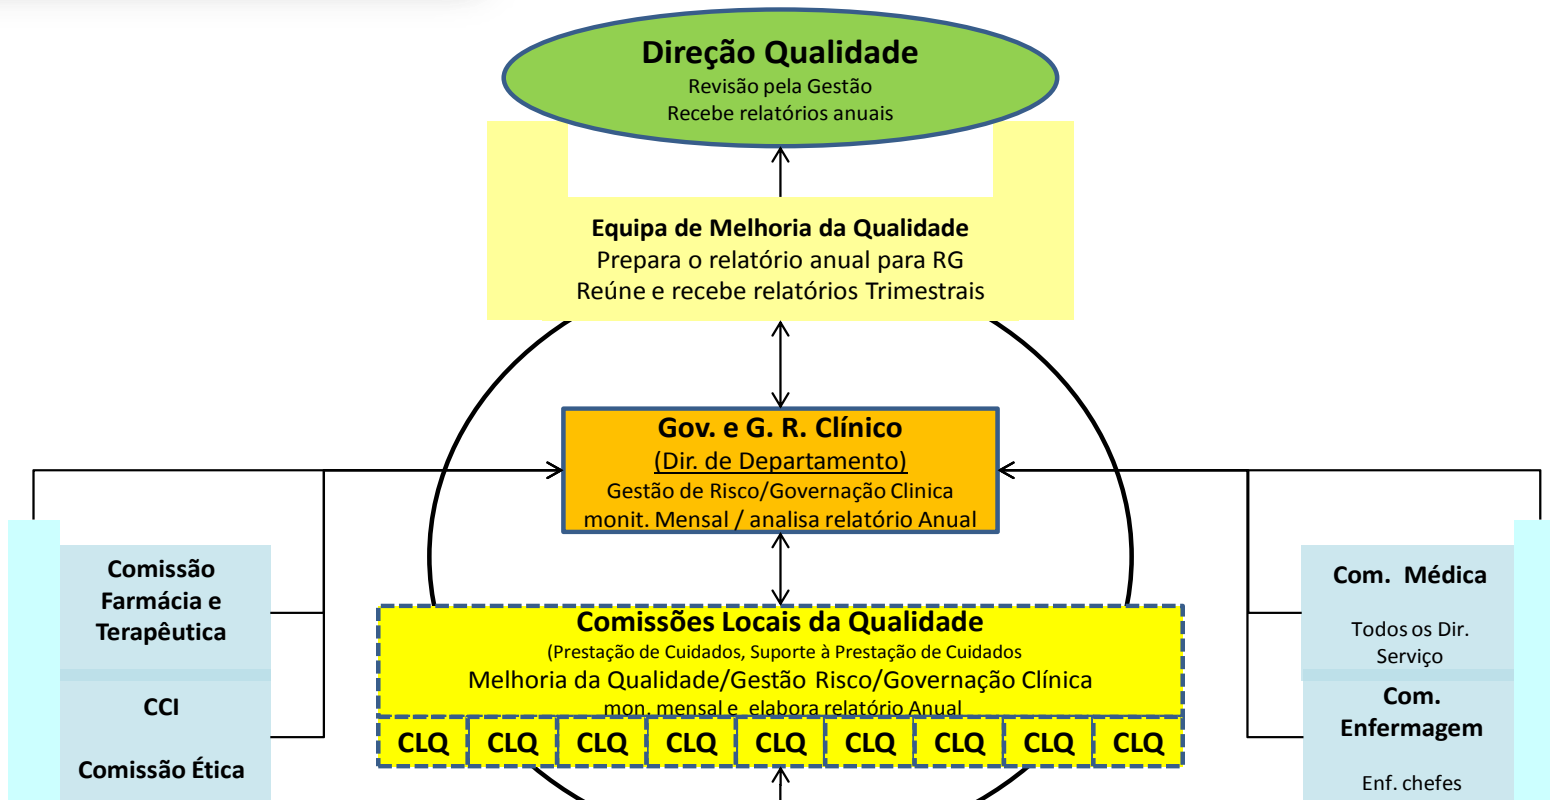 Direção Qualidade
Revisão pela Gestão
Recebe relatórios anuais
Equipa de Melhoria da Qualidade
Prepara o relatório anual para RG
Reúne e recebe relatórios Trimestrais
Gov. e G. R. Clínico
(Dir. de Departamento)
Gestão de Risco/Governação Clinica
monit. Mensal / analisa relatório Anual
Comissão
Farmácia e
Terapêutica
CCI
Comissão Ética
Comissões Locais da Qualidade
(Prestação de Cuidados, Suporte à Prestação de Cuidados
Melhoria da Qualidade/Gestão Risco/Governação Clínica
mon. mensal e elabora relatório Anual
CLQ CLQ CLQ CLQ CLQ CLQ CLQ CLQ CLQ
Com. Médica
Todos os Dir.
Serviço
Com.
Enfermagem
Enf. chefes